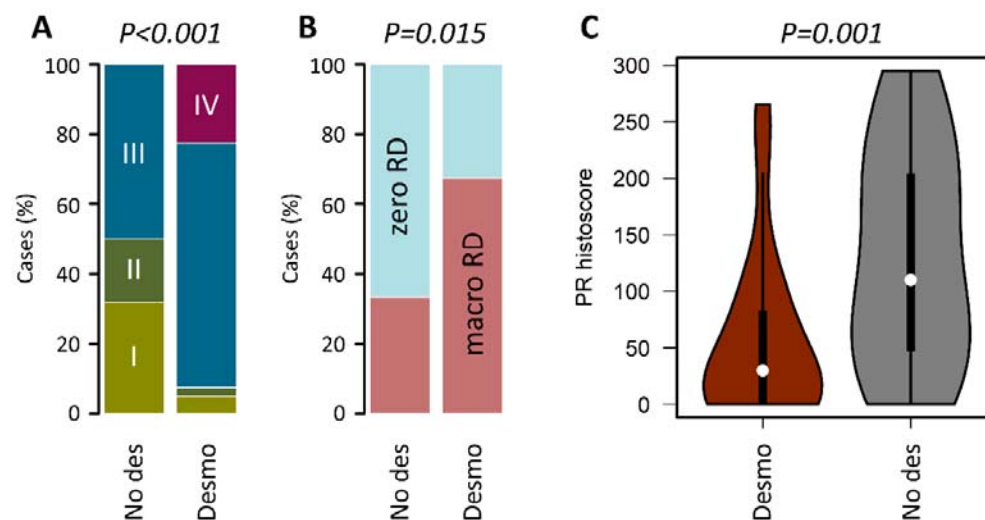 A
P<0.001
100
80
60
40
20
0
Cases (%)
III
II
I
IV
No des
Desmo
B
P=0.015
100
80
60
40
20
0
Cases (%)
zero RD
macro RD
No des
Desmo
C
P=0.001
300
250
200
150
100
50
0
PR histoscore
Desmo
No des